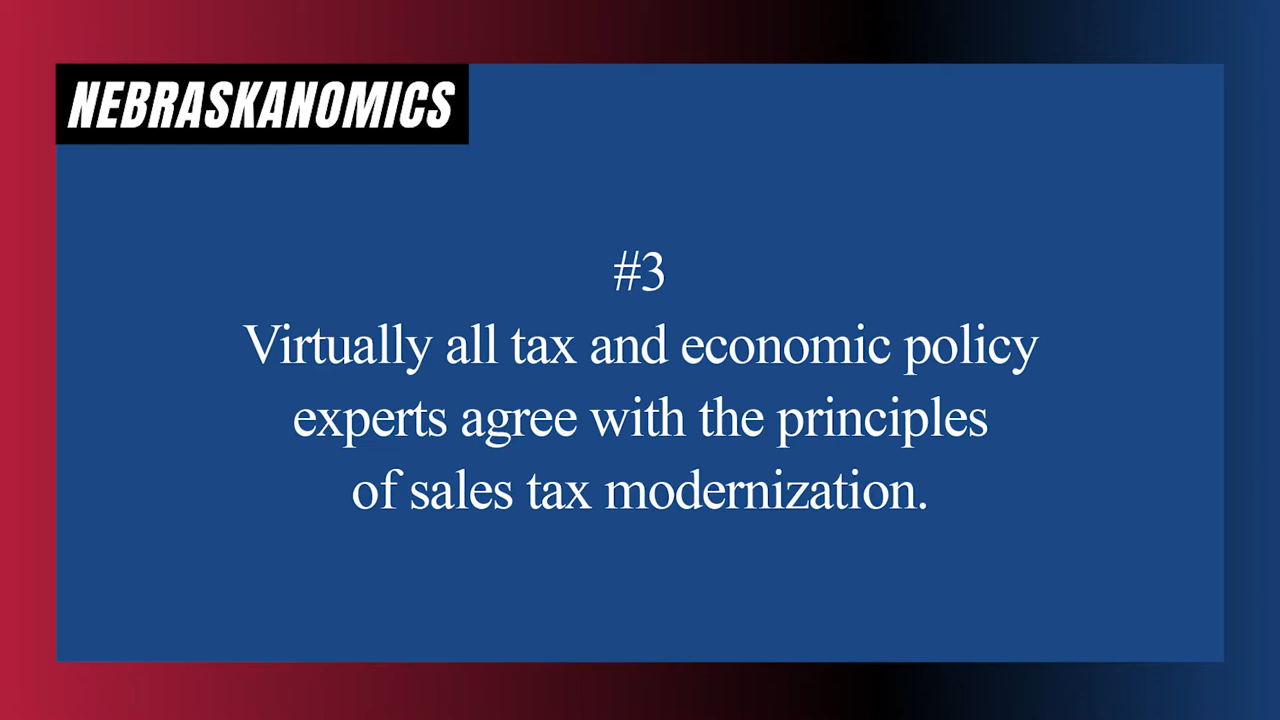 NEBRASKANOMICS
#3
Virtually all tax and economic policy
experts agree with the principles
of sales tax modernization.